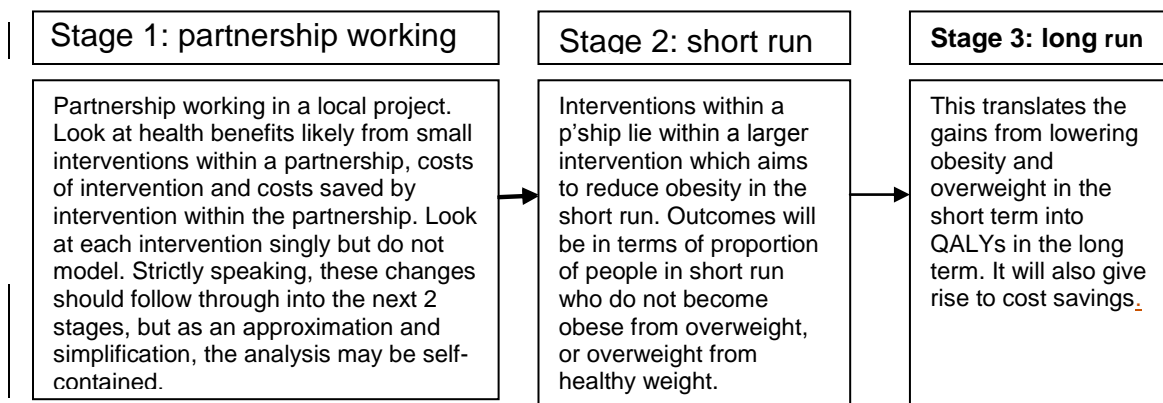 Stage 1: partnership working
Partnership working in a local project.
Look at health benefits likely from small
interventions within a partnership, costs
of intervention and costs saved by
intervention within the partnership. Look
at each intervention singly but do not
model. Strictly speaking, these changes
should follow through into the next 2
stages, but as an approximation and
simplification, the analysis may be self-
contained.
Stage 2: short run
Interventions within a
p'ship lie within a larger
intervention which aims
to reduce obesity in the
short run. Outcomes will
be in terms of proportion
of people in short run
who do not become
obese from overweight,
or overweight from
healthy weight.
Stage 3: long run
This translates the
gains from lowering
obesity and
overweight in the
short term into
QALYs in the long
term. It will also give
rise to cost savings.